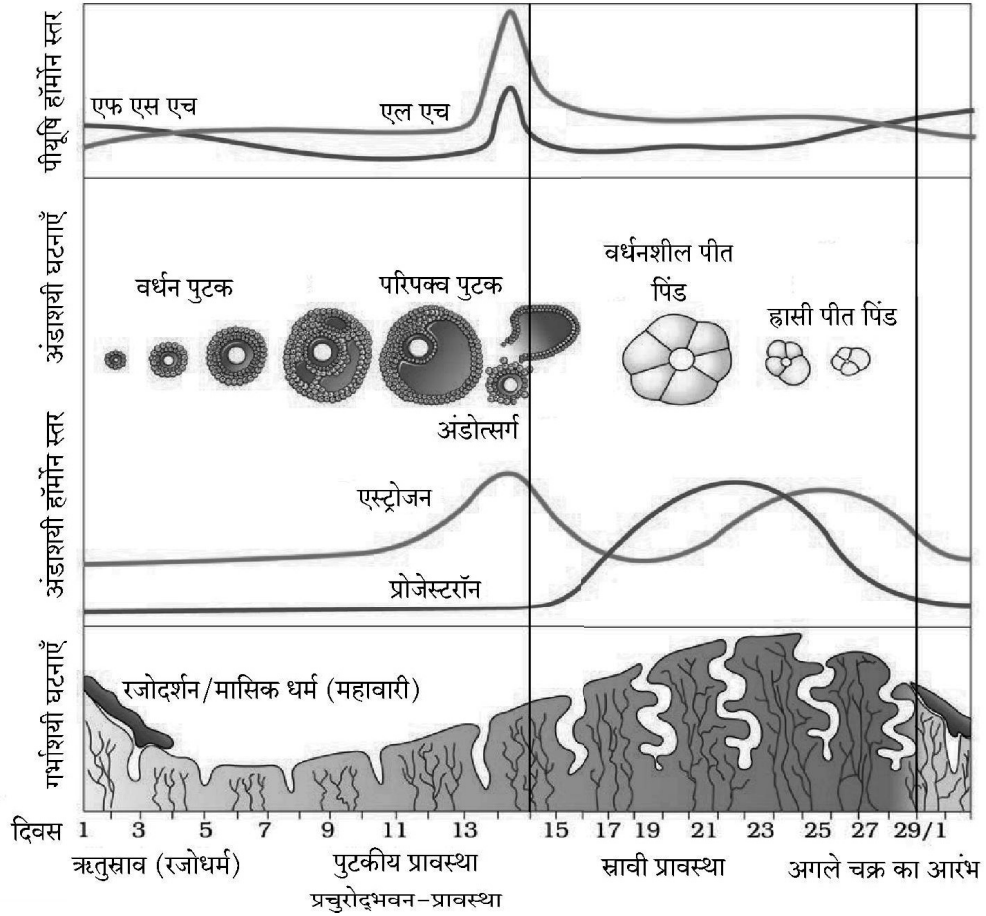 पीयूषि हॉर्मोन स्तर
एफ एस एच
एल एच
अंडाशयी घटनाएँ
वर्धन पुटक
परिपक्व पुटक
वर्धनशील पीत
पिंड
ह्रासी पीत पिंड
अंडोत्सर्ग
अंडाशयी हॉर्मोन स्तर
एस्ट्रोजन
प्रोजेस्टरॉन
गर्भाशयी घटनाएँ
रजोदर्शन/मासिक धर्म (महावारी)
दिवस 1 3 5 7 9 11 13 15 17 19 21 23 25 27 29/1
ऋतुस्राव (रजोधर्म)
पुटकीय प्रावस्था
प्रचुरोद्भवन-प्रावस्था
स्रावी प्रावस्था
अगले चक्र का आरंभ